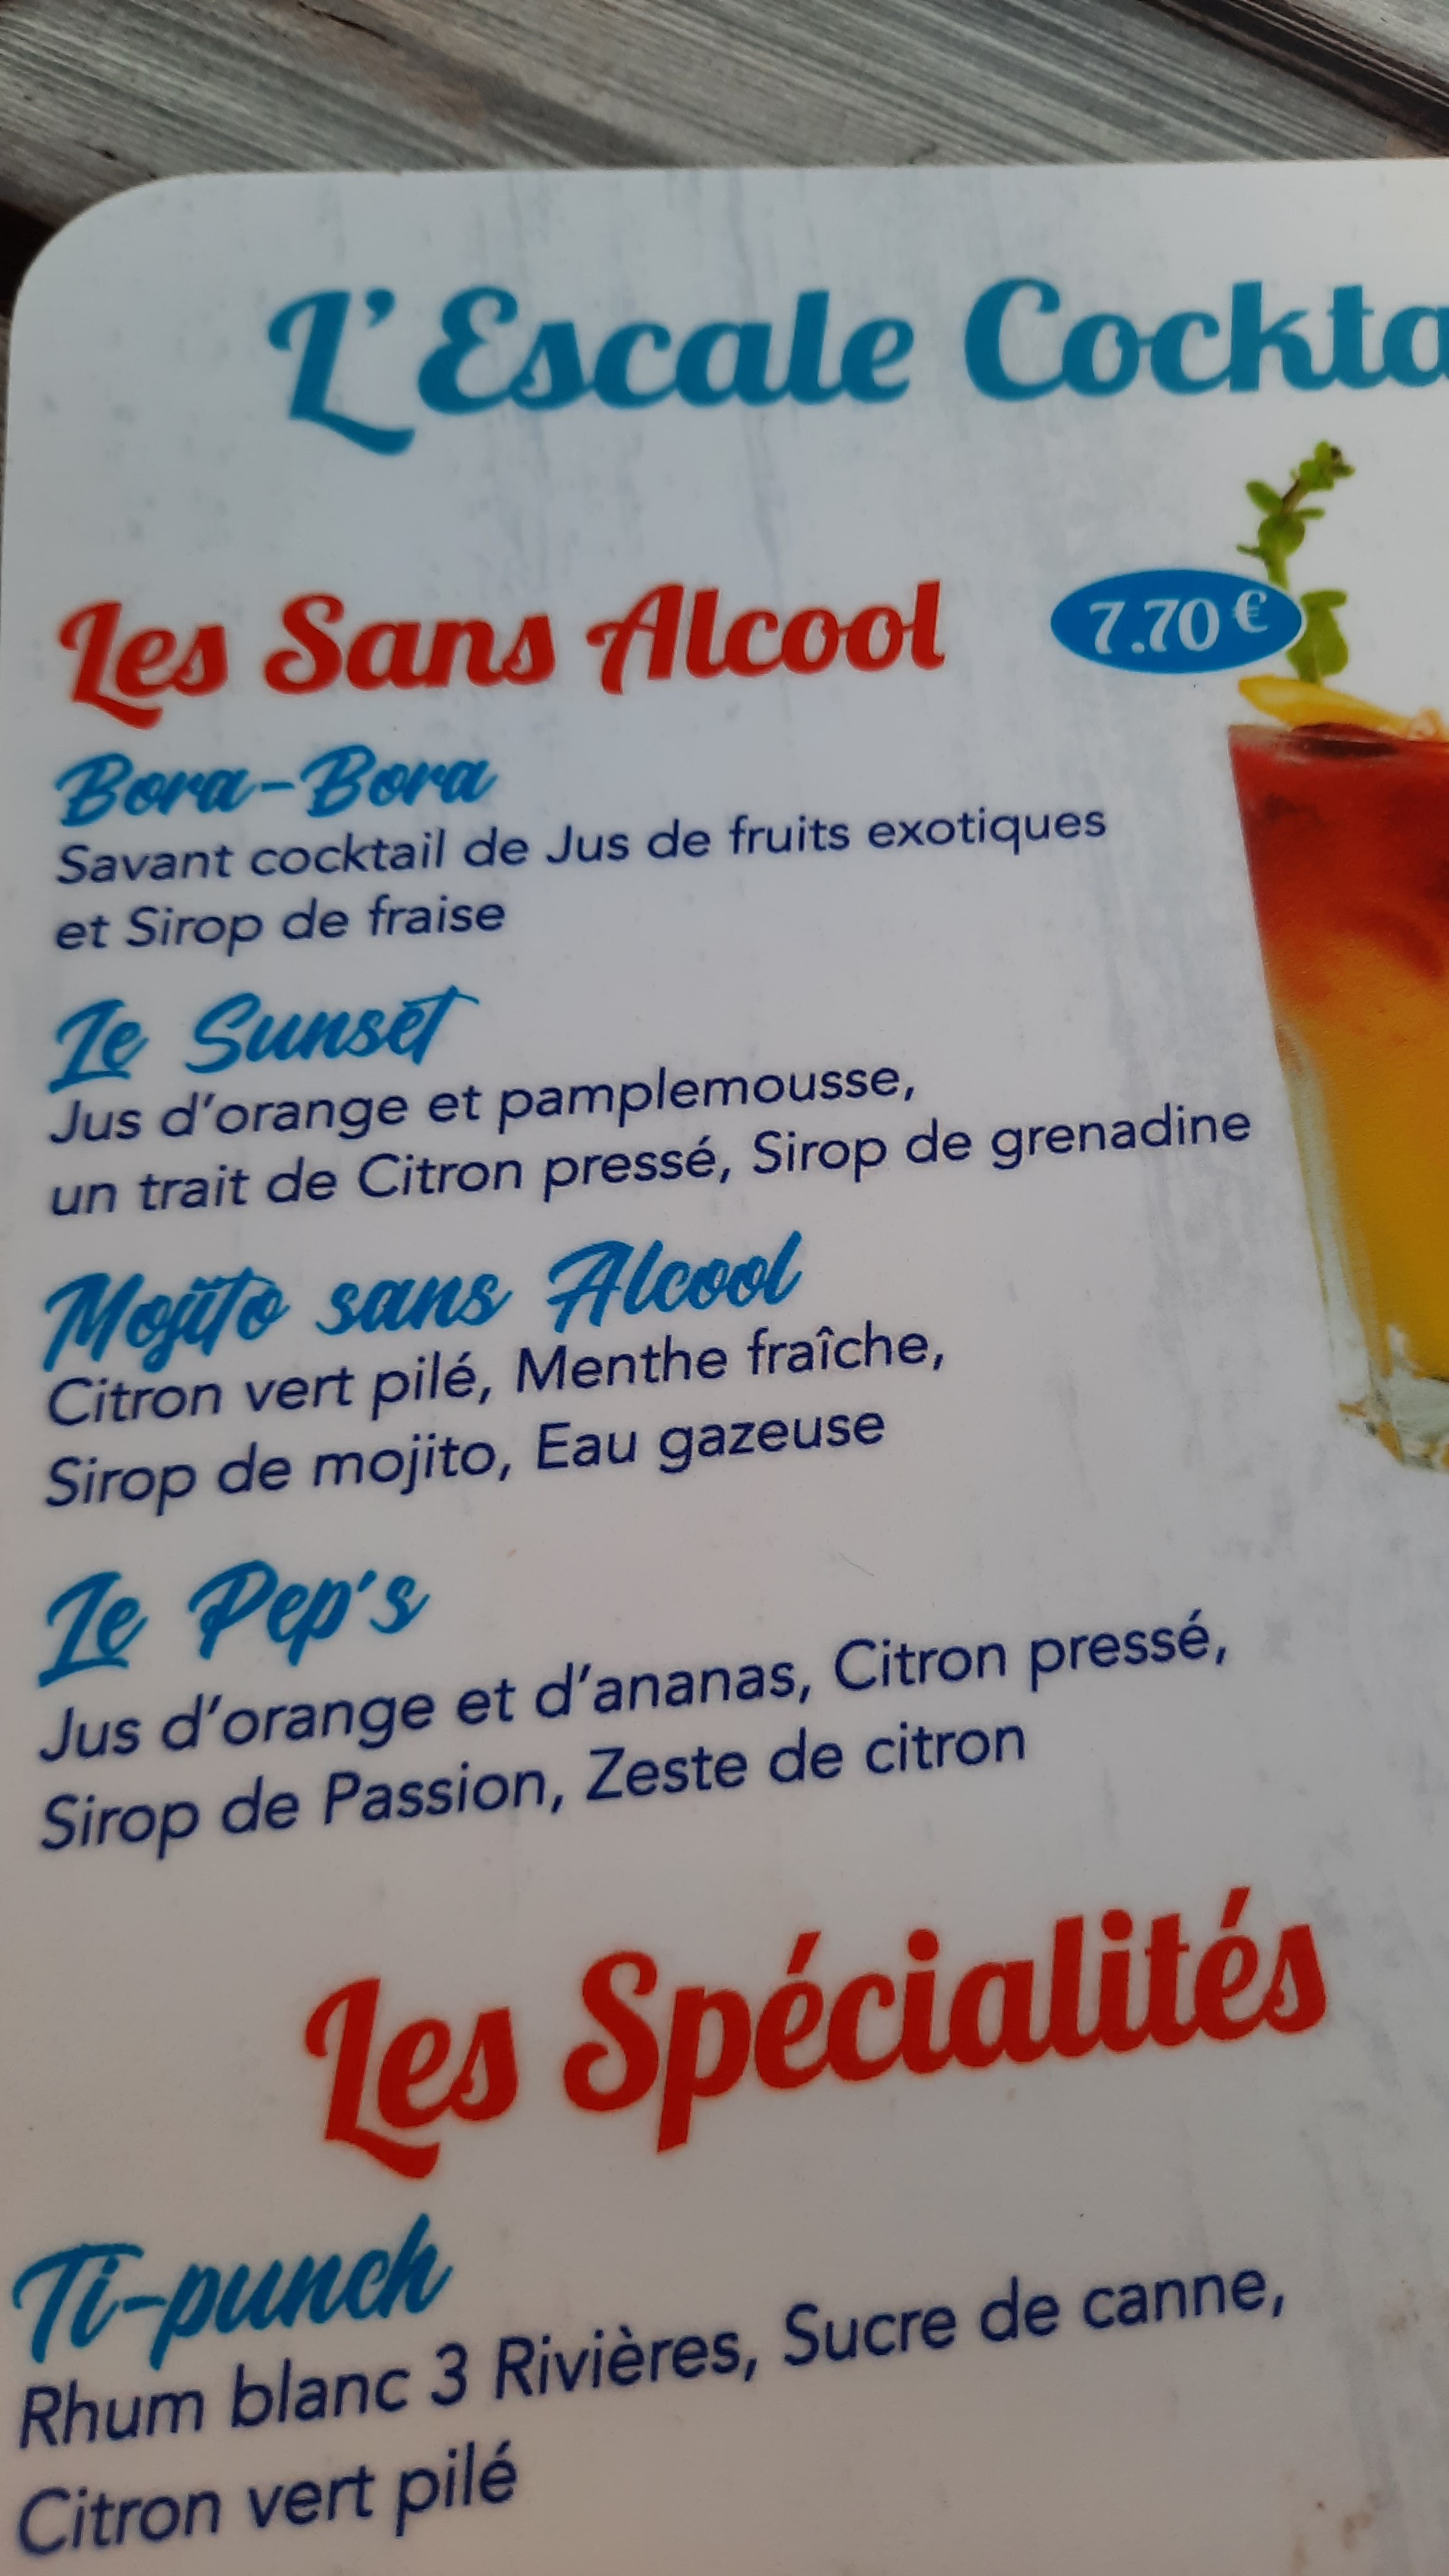 L'Escale Cockta
Les Sans Alcool 7.70 €
Bora-Bora
Savant cocktail de Jus de fruits exotiques
et Sirop de fraise
Le Sunset
Jus d'orange et pamplemousse,
un trait de Citron pressé, Sirop de grenadine
Mojito sans Alcool
Citron vert pilé, Menthe fraîche,
Sirop de mojito, Eau gazeuse
Le Pep's
Jus d'orange et d'ananas, Citron pressé,
Sirop de Passion, Zeste de citron
Les Spécialités
Ti-punch
Rhum blanc 3 Rivières, Sucre de canne,
Citron vert pilé